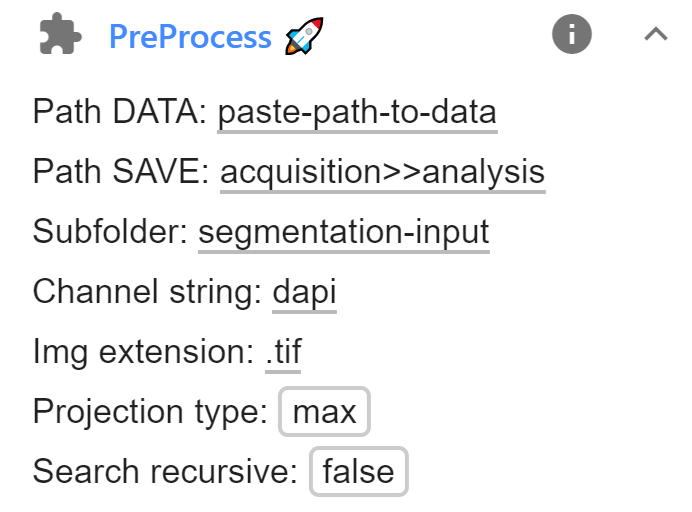 PreProcess 🚀
Path DATA: paste-path-to-data
Path SAVE: acquisition>>analysis
Subfolder: segmentation-input
Channel string: dapi
Img extension: .tif
Projection type: max
Search recursive: false